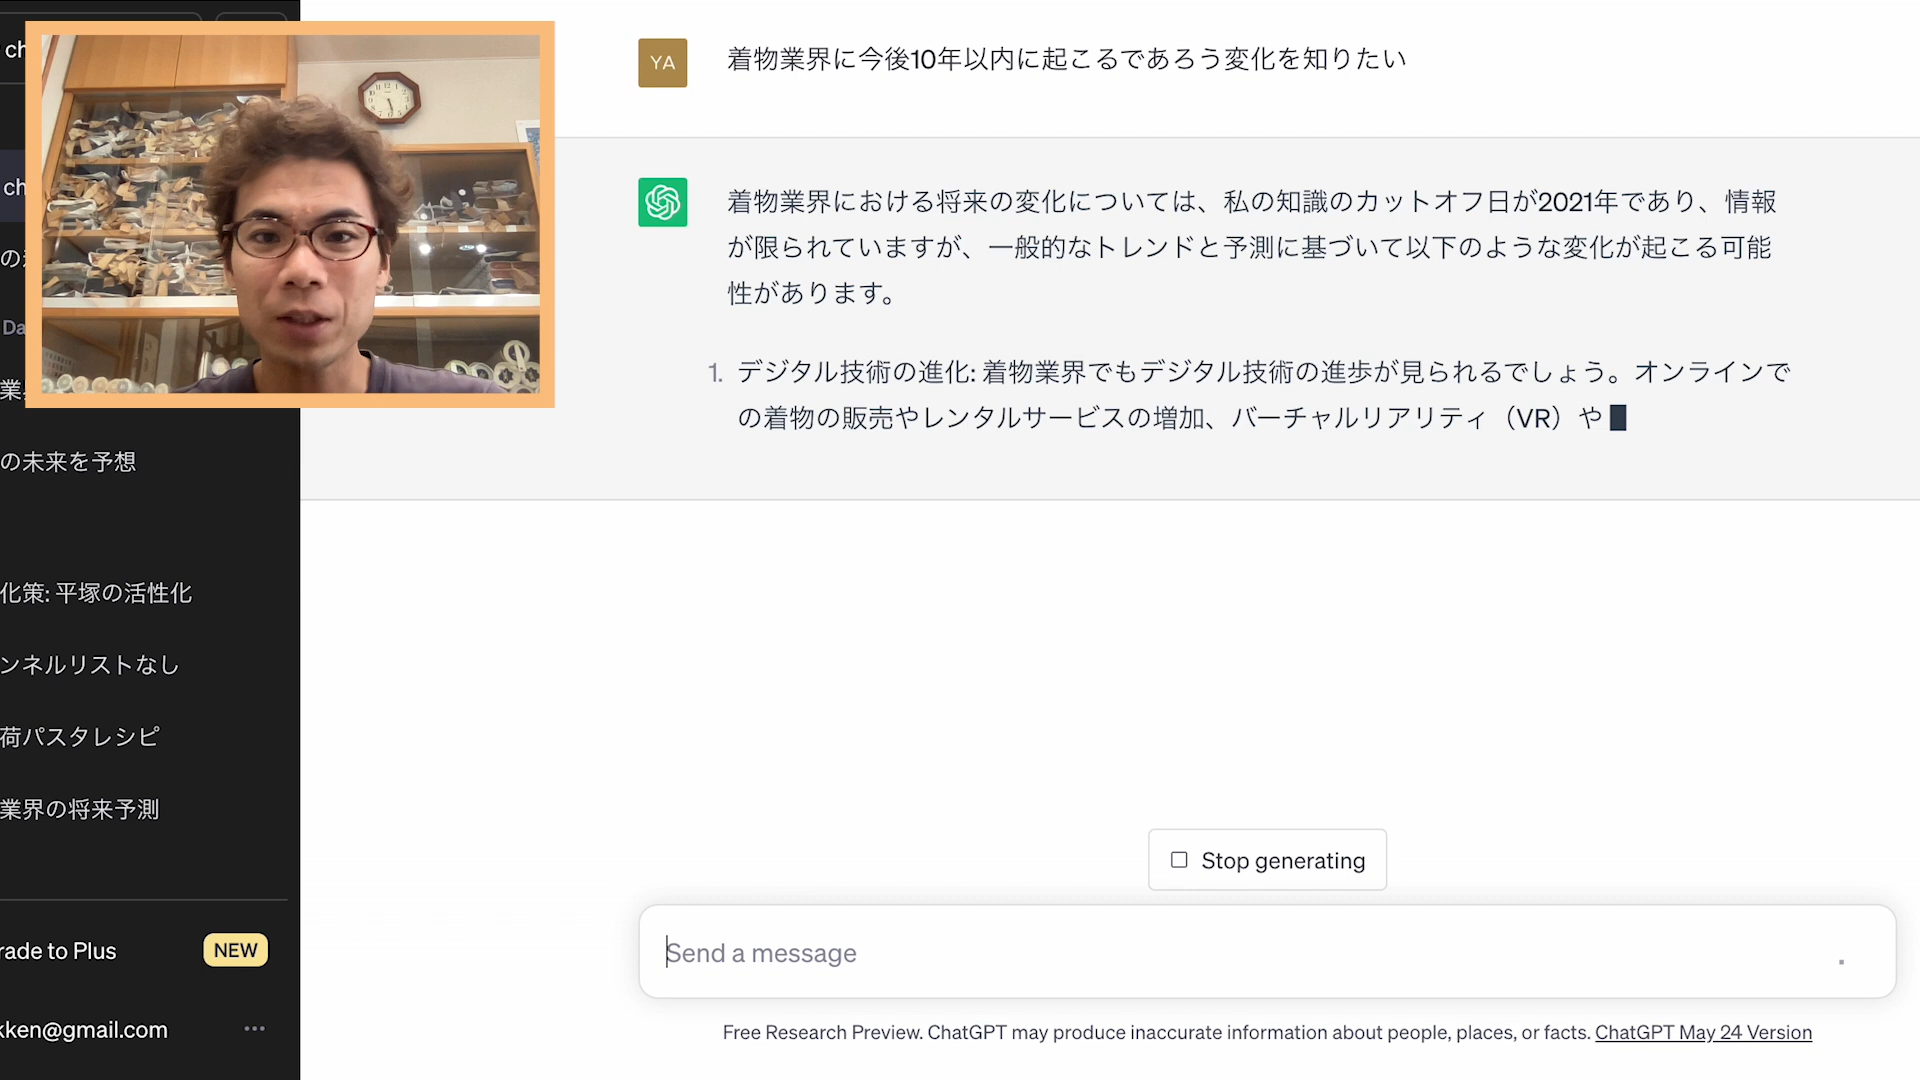 ch
ch
の
Da
業
の未来を予想
化策: 平塚の活性化
ンネルリストなし
荷パスタレシピ
業界の将来予測
rade to Plus
NEW
kken@gmail.com
YA
着物業界に今後10年以内に起こるであろう変化を知りたい
着物業界における将来の変化については、私の知識のカットオフ日が2021年であり、情報
が限られていますが、一般的なトレンドと予測に基づいて以下のような変化が起こる可能
性があります。
1. デジタル技術の進化: 着物業界でもデジタル技術の進歩が見られるでしょう。オンラインで
の着物の販売やレンタルサービスの増加、バーチャルリアリティ（VR）や
Stop generating
Send a message
Free Research Preview. ChatGPT may produce inaccurate information about people, places, or facts. ChatGPT May 24 Version